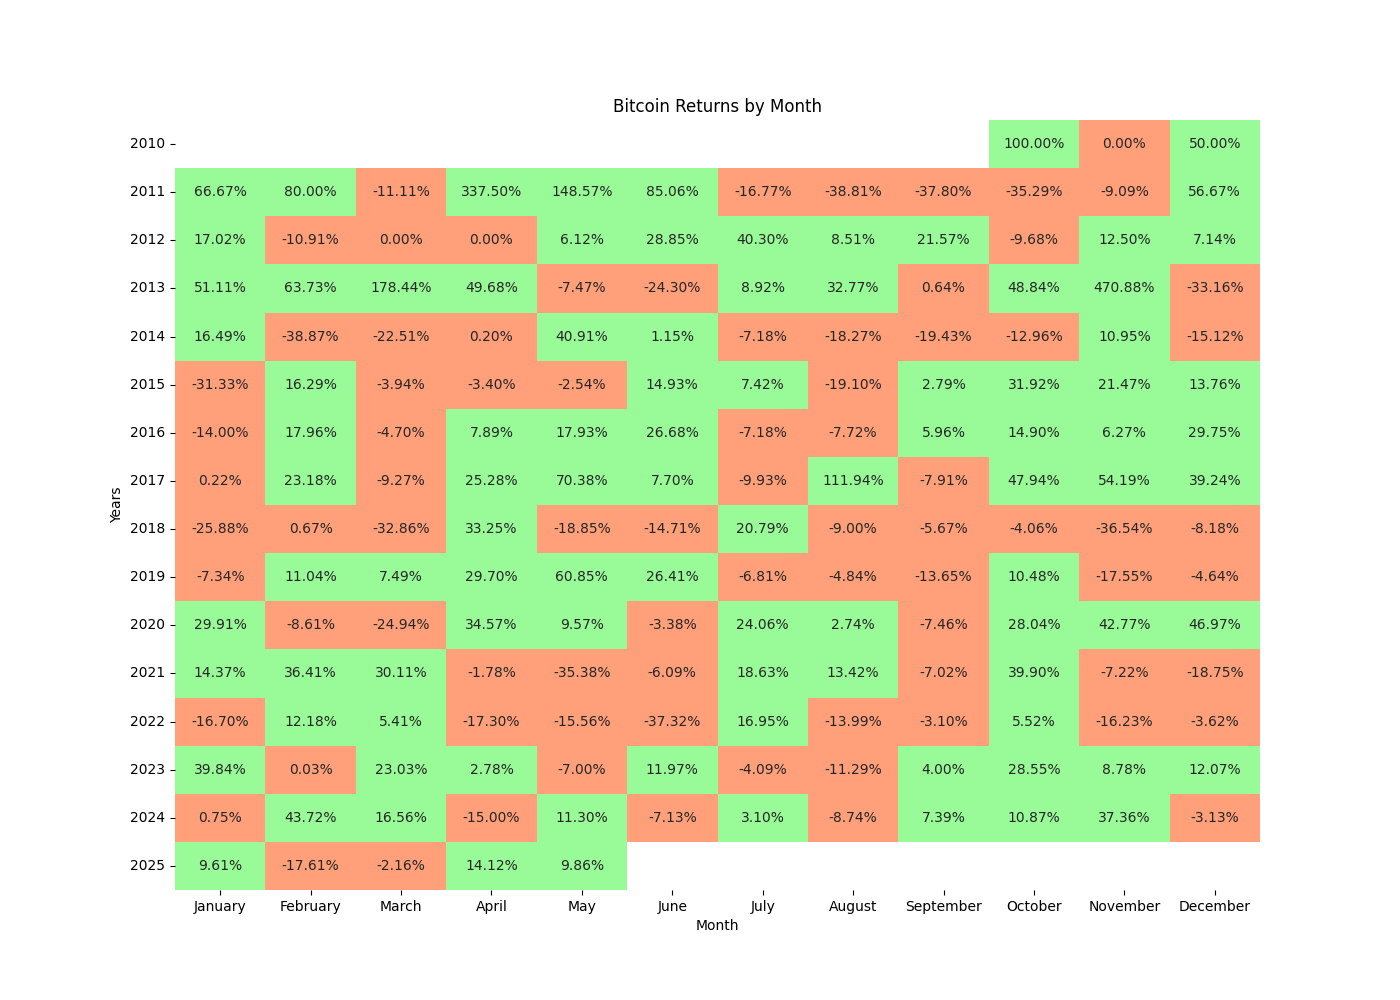 Bitcoin Returns by Month
2010 100.00% 0.00% 50.00%
2011 66.67% 80.00% -11.11% 337.50% 148.57% 85.06% -16.77% -38.81% -37.80% -35.29% -9.09% 56.67%
2012 17.02% -10.91% 0.00% 0.00% 6.12% 28.85% 40.30% 8.51% 21.57% -9.68% 12.50% 7.14%
2013 51.11% 63.73% 178.44% 49.68% -7.47% -24.30% 8.92% 32.77% 0.64% 48.84% 470.88% -33.16%
2014 16.49% -38.87% -22.51% 0.20% 40.91% 1.15% -7.18% -18.27% -19.43% -12.96% 10.95% -15.12%
2015 -31.33% 16.29% -3.94% -3.40% -2.54% 14.93% 7.42% -19.10% 2.79% 31.92% 21.47% 13.76%
2016 -14.00% 17.96% -4.70% 7.89% 17.93% 26.68% -7.18% -7.72% 5.96% 14.90% 6.27% 29.75%
2017 0.22% 23.18% -9.27% 25.28% 70.38% 7.70% -9.93% 111.94% -7.91% 47.94% 54.19% 39.24%
Years
2018 -25.88% 0.67% -32.86% 33.25% -18.85% -14.71% 20.79% -9.00% -5.67% -4.06% -36.54% -8.18%
2019 -7.34% 11.04% 7.49% 29.70% 60.85% 26.41% -6.81% -4.84% -13.65% 10.48% -17.55% -4.64%
2020 29.91% -8.61% -24.94% 34.57% 9.57% -3.38% 24.06% 2.74% -7.46% 28.04% 42.77% 46.97%
2021 14.37% 36.41% 30.11% -1.78% -35.38% -6.09% 18.63% 13.42% -7.02% 39.90% -7.22% -18.75%
2022 -16.70% 12.18% 5.41% -17.30% -15.56% -37.32% 16.95% -13.99% -3.10% 5.52% -16.23% -3.62%
2023 39.84% 0.03% 23.03% 2.78% -7.00% 11.97% -4.09% -11.29% 4.00% 28.55% 8.78% 12.07%
2024 0.75% 43.72% 16.56% -15.00% 11.30% -7.13% 3.10% -8.74% 7.39% 10.87% 37.36% -3.13%
2025 9.61% -17.61% -2.16% 14.12% 9.86%
January February March April May June July August September October November December
Month